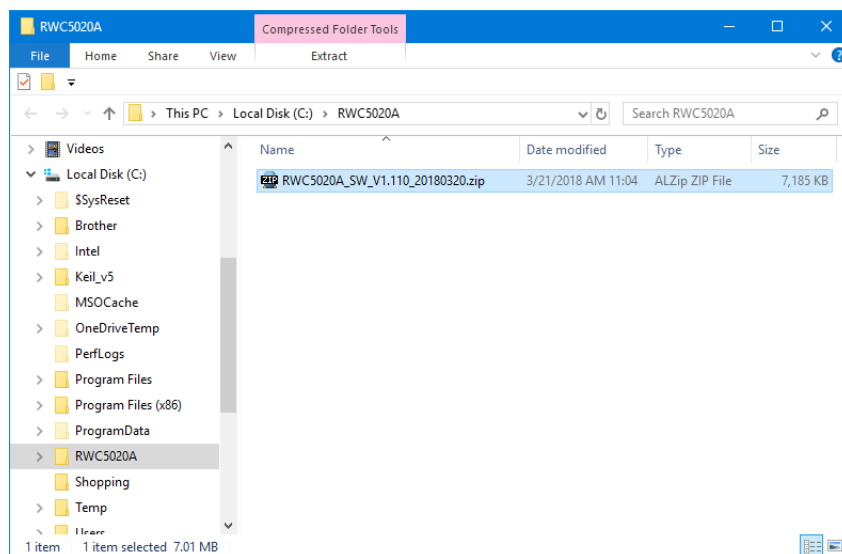 RWC5020A
Compressed Folder Tools
File Home Share View Extract
This PC > Local Disk (C:) > RWC5020A
Search RWC5020A
Name Date modified Type Size
RWC5020A_SW_V1.110_20180320.zip 3/21/2018 AM 11:04 ALZip ZIP File 7,185 KB
Videos
Local Disk (C:)
$SysReset
Brother
Intel
Keil_v5
MSOCache
OneDriveTemp
PerfLogs
Program Files
Program Files (x86)
ProgramData
RWC5020A
Shopping
Temp
Users
1 item 1 item selected 7.01 MB